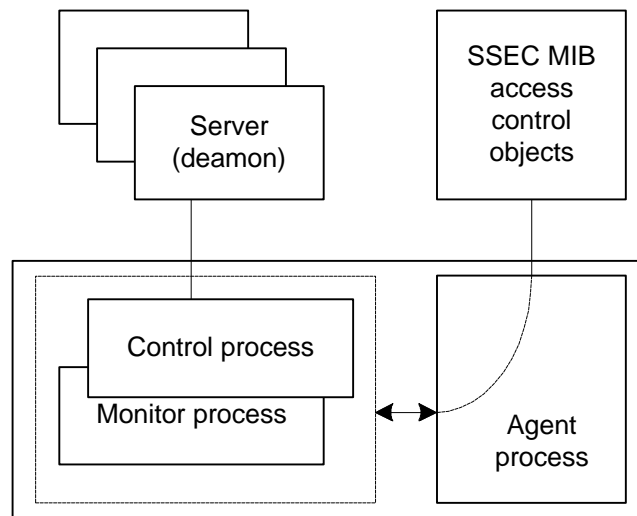 Server
(deamon)
SSEC MIB
access
control
objects
Control process
Monitor process
Agent
process